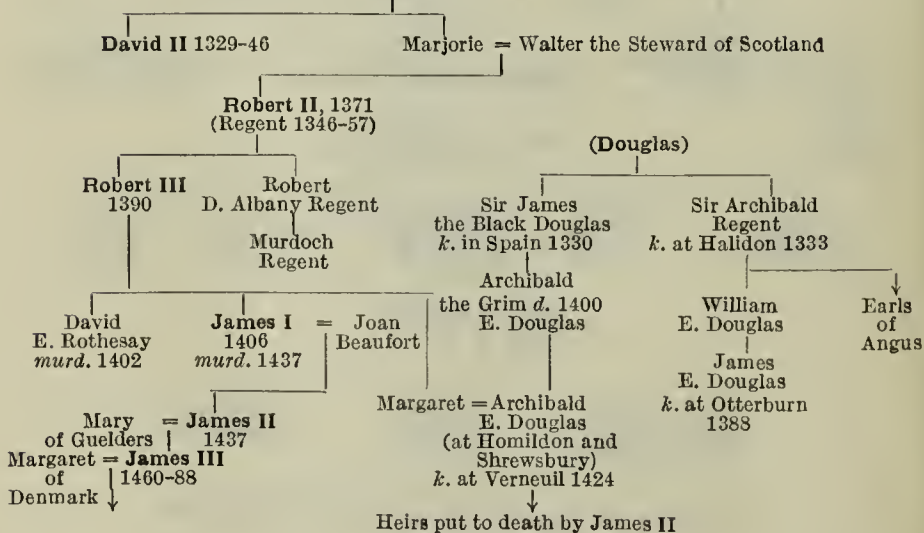 David II 1329-46 Marjorie = Walter the Steward of Scotland
Robert II, 1371
(Regent 1346-57)
(Douglas)
Robert III
1390
Robert
D. Albany Regent
Murdoch
Regent
Sir James
the Black Douglas
k. in Spain 1330
Sir Archibald
Regent
k. at Halidon 1333
Archibald
the Grim d. 1400
E. Douglas
William
E. Douglas
Earls
of
Angus
David
E. Rothesay
murd. 1402
James I = Joan
1406 Beaufort
murd. 1437
James
E. Douglas
k. at Otterburn
1388
Mary = James II
of Guelders 1437
Margaret = James III
of 1460-88
Denmark
Margaret = Archibald
E. Douglas
(at Homildon and
Shrewsbury)
k. at Verneuil 1424
Heirs put to death by James II